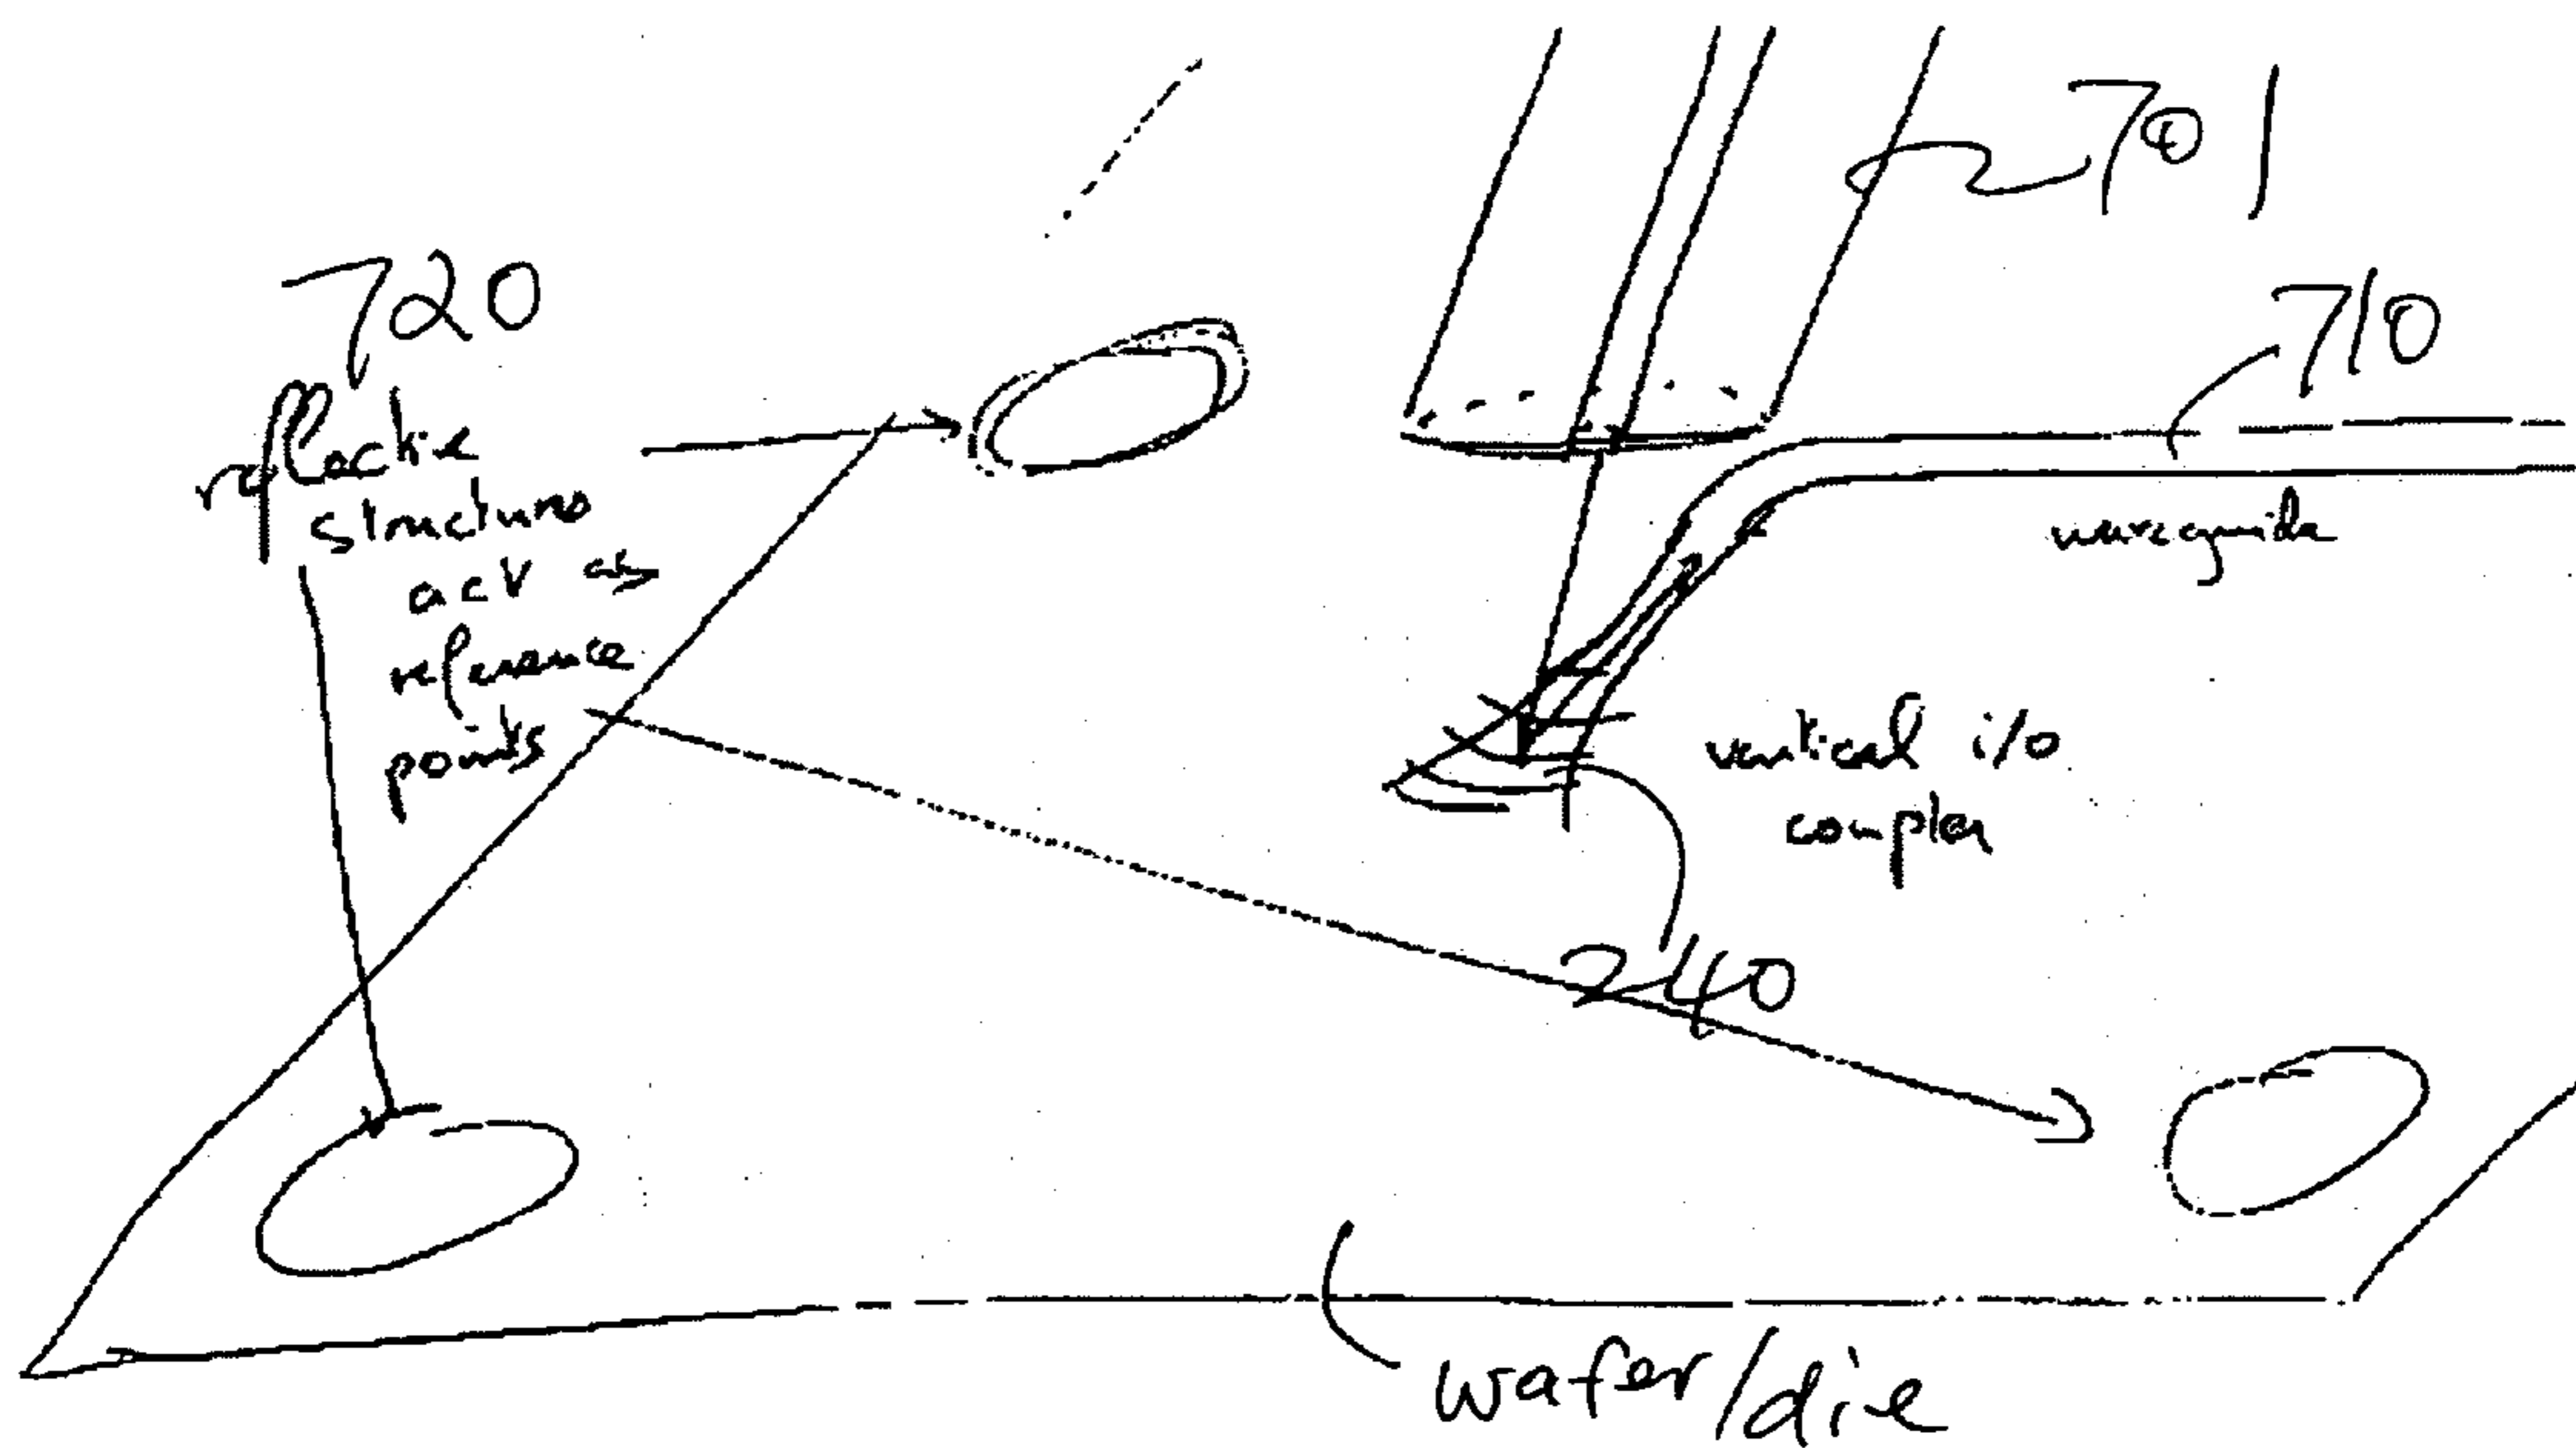 701
720
710
reflective
structures
act as
reference
points
waveguide
vertical i/o
coupler
240
wafer/die